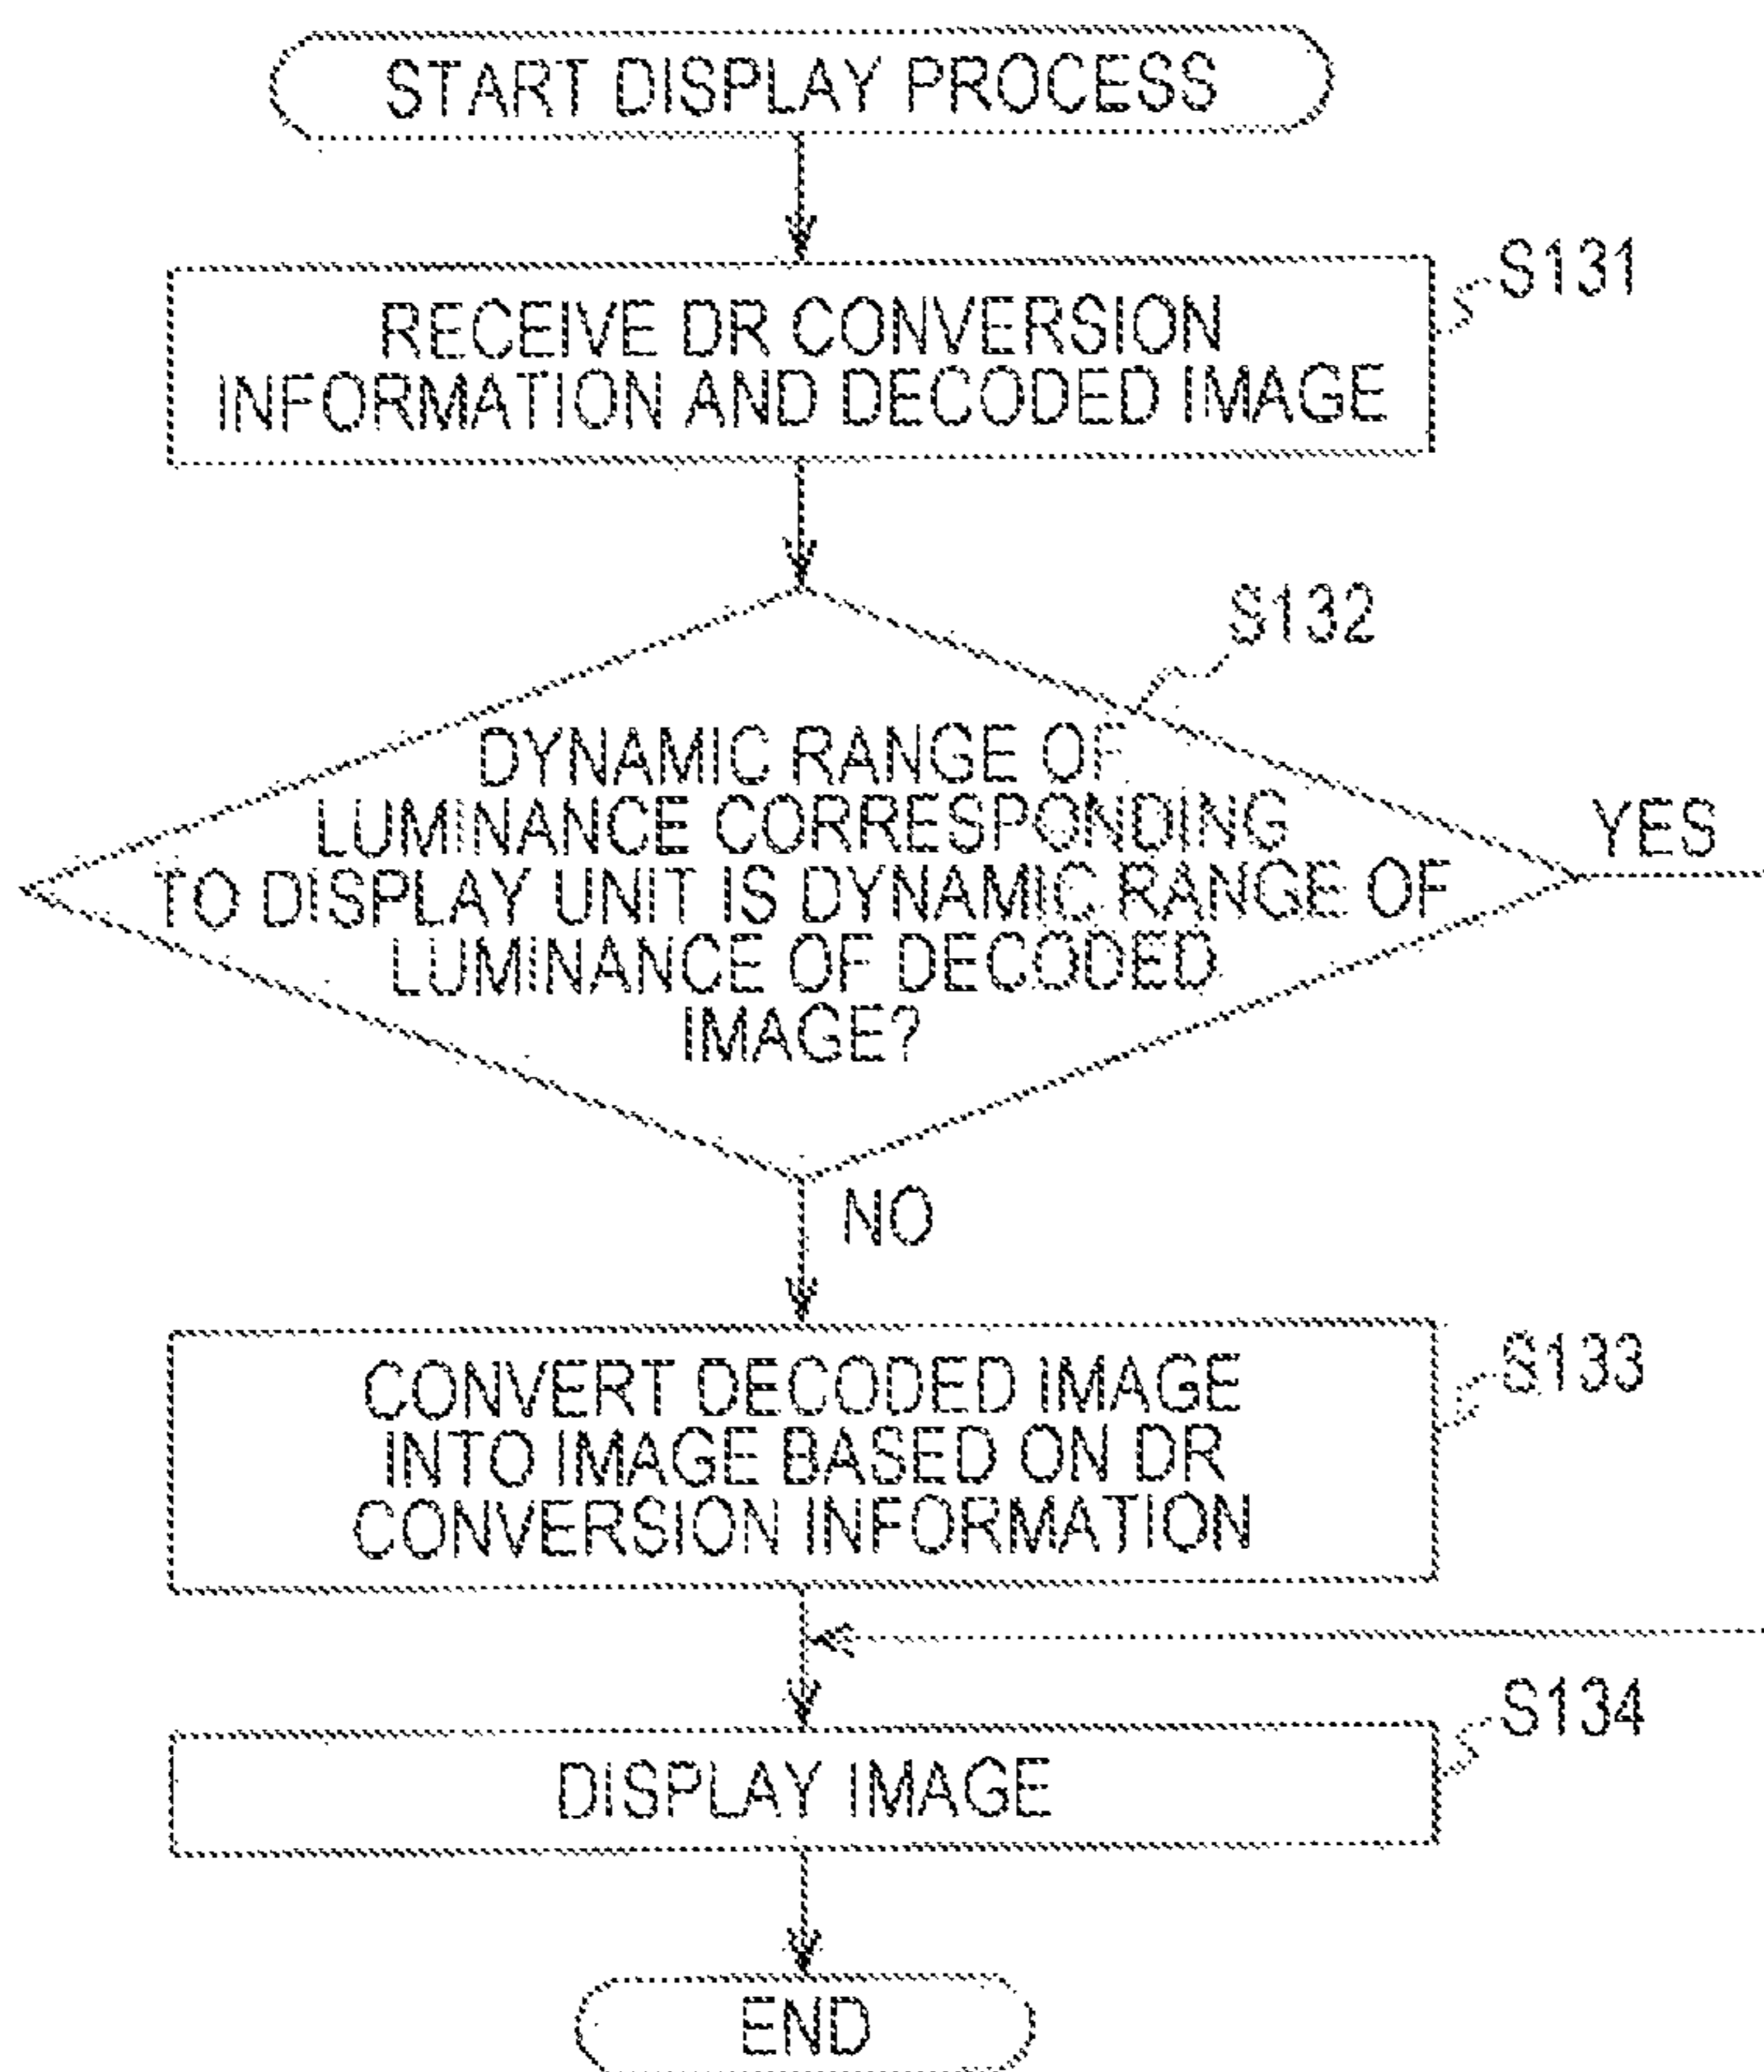 START DISPLAY PROCESS
S131
RECEIVE DR CONVERSION
INFORMATION AND DECODED IMAGE
S132
DYNAMIC RANGE OF
LUMINANCE CORRESPONDING
TO DISPLAY UNIT IS DYNAMIC RANGE OF
LUMINANCE OF DECODED
IMAGE?
YES
NO
S133
CONVERT DECODED IMAGE
INTO IMAGE BASED ON DR
CONVERSION INFORMATION
S134
DISPLAY IMAGE
END